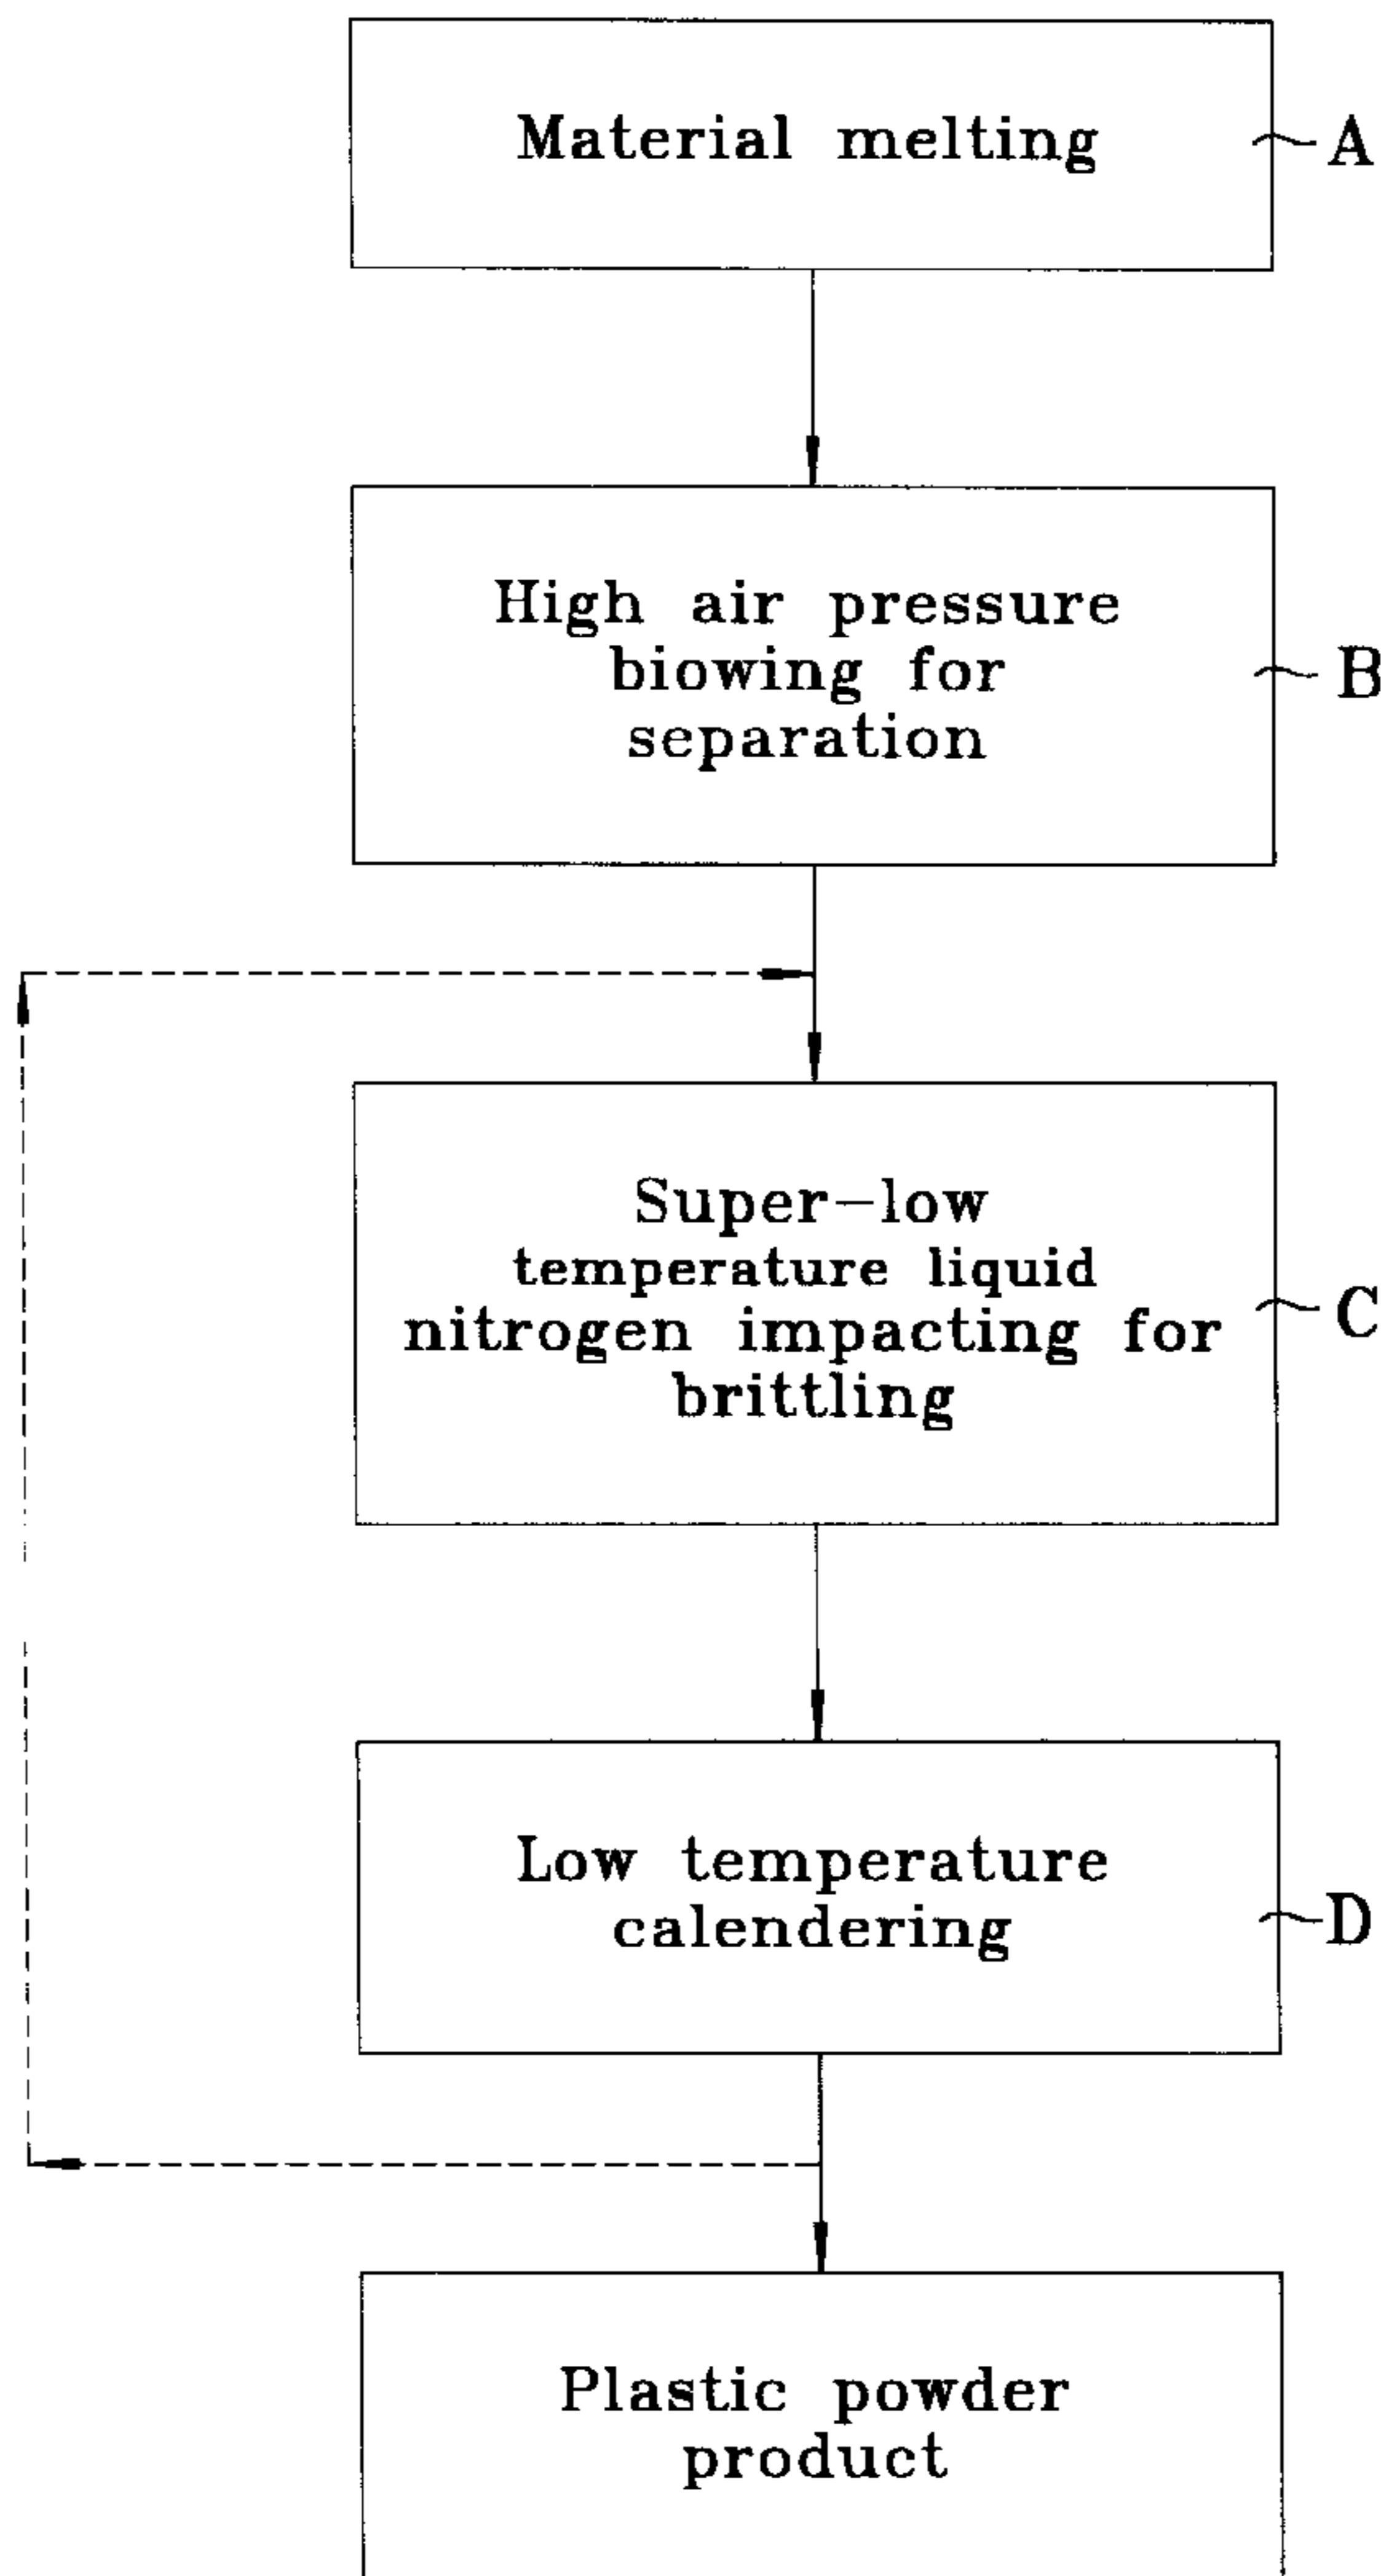 Material melting
A
High air pressure
biowing for
separation
B
Super-low
temperature liquid
nitrogen impacting for
brittling
C
Low temperature
calendering
D
Plastic powder
product